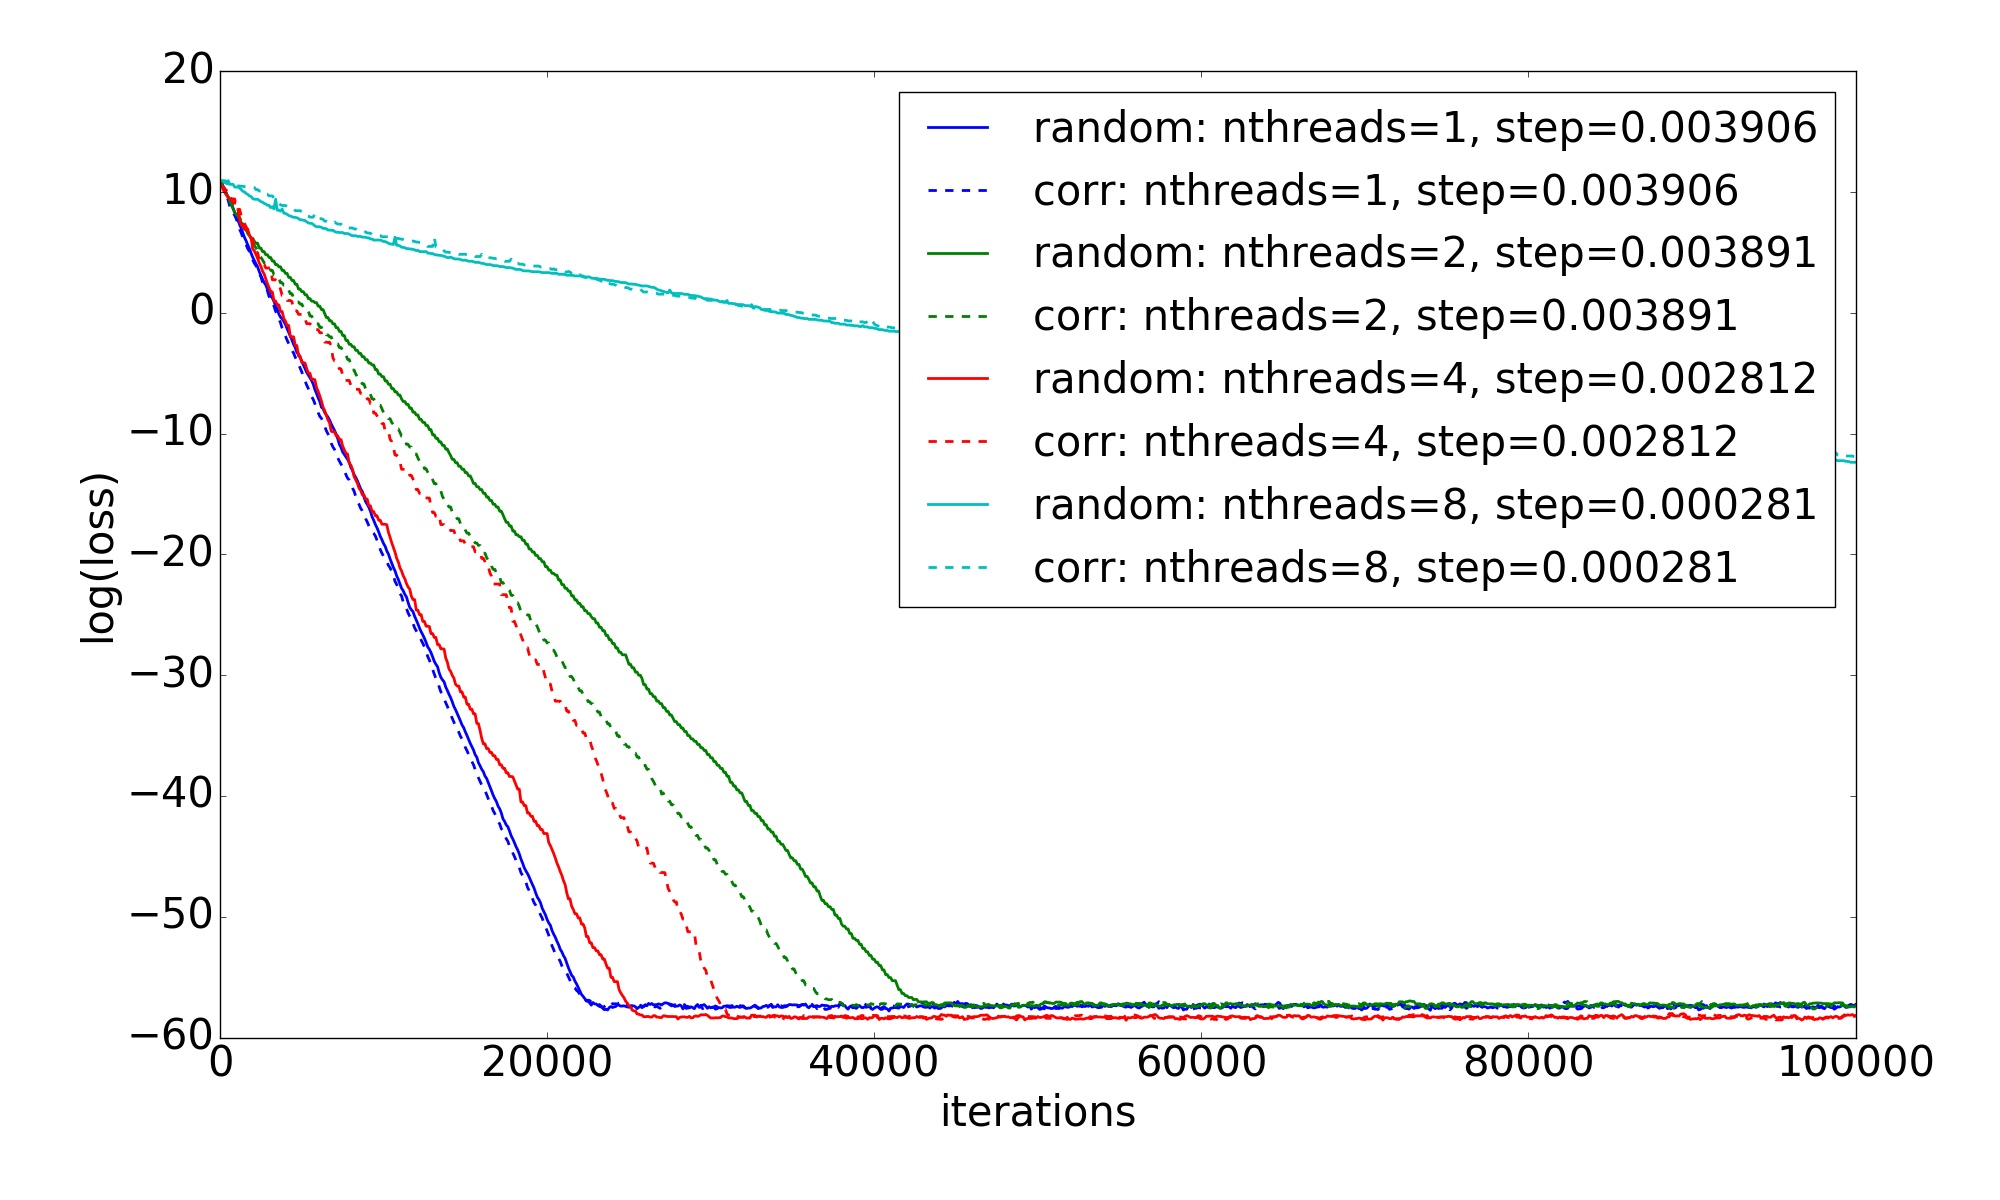 20
10
0
−10
−20
−30
−40
−50
−60
log(loss)
random: nthreads=1, step=0.003906
corr: nthreads=1, step=0.003906
random: nthreads=2, step=0.003891
corr: nthreads=2, step=0.003891
random: nthreads=4, step=0.002812
corr: nthreads=4, step=0.002812
random: nthreads=8, step=0.000281
corr: nthreads=8, step=0.000281
0 20000 40000 60000 80000 100000
iterations